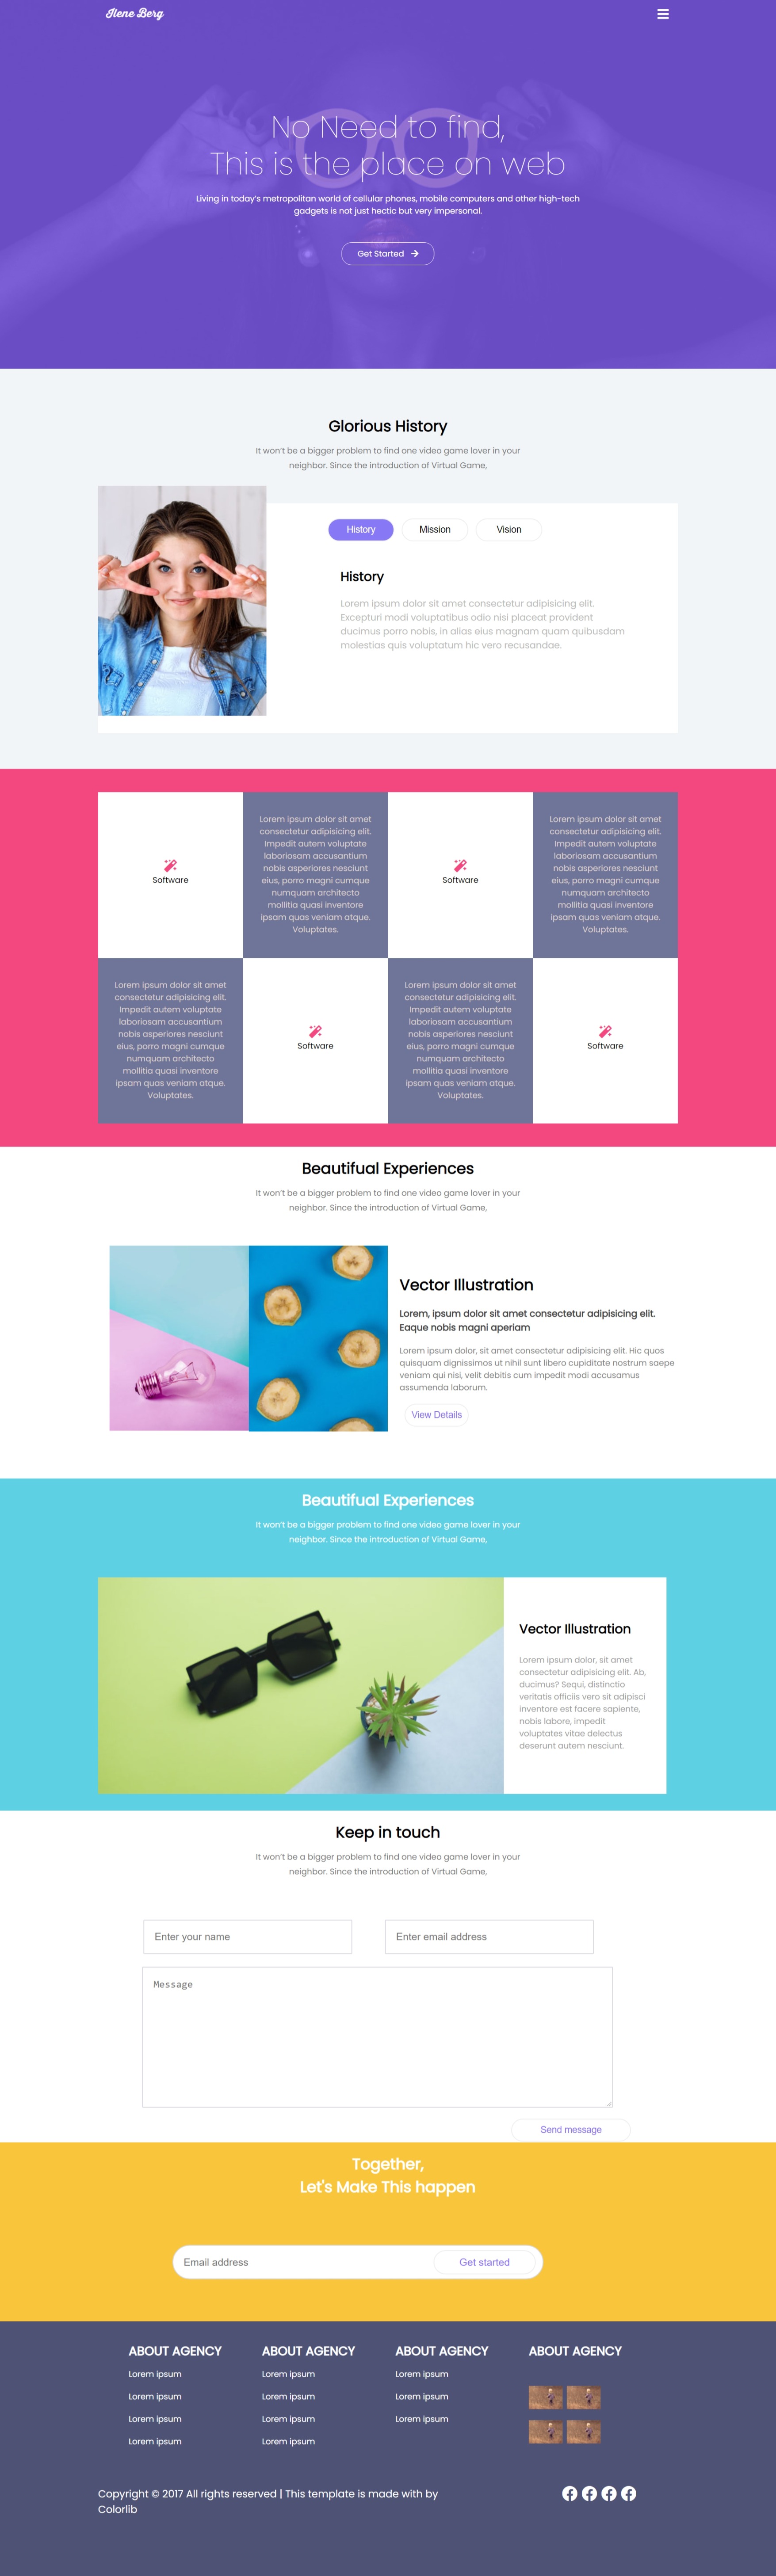 Ilene Berg
No Need to find,
This is the place on web
Living in today's metropolitan world of cellular phones, mobile computers and other high-tech
gadgets is not just hectic but very impersonal.
Get Started
Glorious History
It won't be a bigger problem to find one video game lover in your
neighbor. Since the introduction of Virtual Game,
History
Mission
Vision
History
Lorem ipsum dolor sit amet consectetur adipisicing elit.
Excepturi modi voluptatibus odio nisi placeat provident
ducimus porro nobis, in alias eius magnam quam quibusdam
molestias quis voluptatum hic vero recusandae.
Software
Lorem ipsum dolor sit amet
consectetur adipisicing elit.
Impedit autem voluptate
laboriosam accusantium
nobis asperiores nesciunt
eius, porro magni cumque
numquam architecto
mollitia quasi inventore
ipsam quas veniam atque.
Voluptates.
Software
Lorem ipsum dolor sit amet
consectetur adipisicing elit.
Impedit autem voluptate
laboriosam accusantium
nobis asperiores nesciunt
eius, porro magni cumque
numquam architecto
mollitia quasi inventore
ipsam quas veniam atque.
Voluptates.
Lorem ipsum dolor sit amet
consectetur adipisicing elit.
Impedit autem voluptate
laboriosam accusantium
nobis asperiores nesciunt
eius, porro magni cumque
numquam architecto
mollitia quasi inventore
ipsam quas veniam atque.
Voluptates.
Software
Lorem ipsum dolor sit amet
consectetur adipisicing elit.
Impedit autem voluptate
laboriosam accusantium
nobis asperiores nesciunt
eius, porro magni cumque
numquam architecto
mollitia quasi inventore
ipsam quas veniam atque.
Voluptates.
Software
Beautiful Experiences
It won't be a bigger problem to find one video game lover in your
neighbor. Since the introduction of Virtual Game,
Vector Illustration
Lorem, ipsum dolor sit amet consectetur adipisicing elit.
Eaque nobis magni aperiam
Lorem ipsum dolor, sit amet consectetur adipisicing elit. Hic quos
quisquam dignissimos ut nihil sunt libero cupiditate nostrum saepe
veniam qui nisi, velit debitis cum impedit modi accusamus
assumenda laborum.
View Details
Beautiful Experiences
It won't be a bigger problem to find one video game lover in your
neighbor. Since the introduction of Virtual Game,
Vector Illustration
Lorem ipsum dolor, sit amet
consectetur adipisicing elit. Ab,
ducimus? Sequi, distinctio
veritatis officiis vero sit adipisci
inventore est facere sapiente,
nobis labore, impedit
voluptates vitae delectus
deserunt autem nesciunt.
Keep in touch
It won't be a bigger problem to find one video game lover in your
neighbor. Since the introduction of Virtual Game,
Enter your name
Enter email address
Message
Send message
Together,
Let's Make This happen
Email address
Get started
ABOUT AGENCY
Lorem ipsum
Lorem ipsum
Lorem ipsum
Lorem ipsum
ABOUT AGENCY
Lorem ipsum
Lorem ipsum
Lorem ipsum
Lorem ipsum
ABOUT AGENCY
Lorem ipsum
Lorem ipsum
Lorem ipsum
ABOUT AGENCY
Copyright © 2017 All rights reserved | This template is made with by
Colorlib